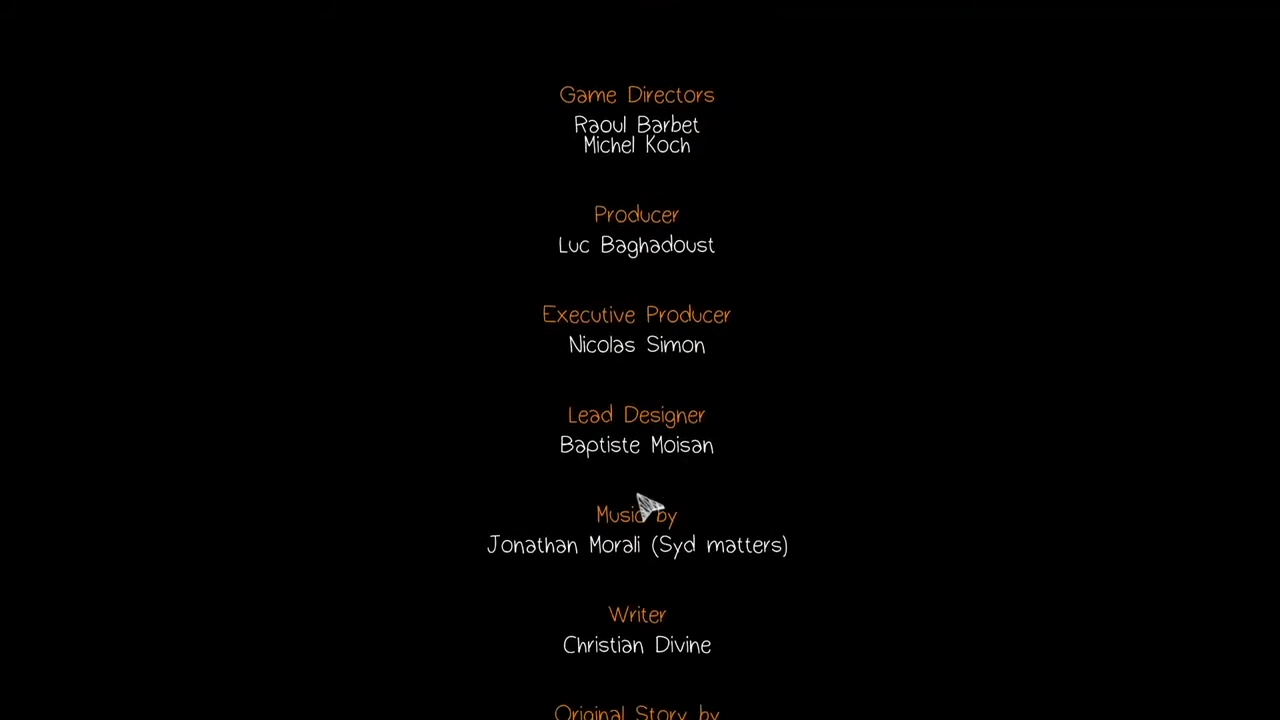 Game Directors
Raoul Barbet
Michel Koch
Producer
Luc Baghadoust
Executive Producer
Nicolas Simon
Lead Designer
Baptiste Moisan
Music by
Jonathan Morali (Syd matters)
Writer
Christian Divine
Original Story by